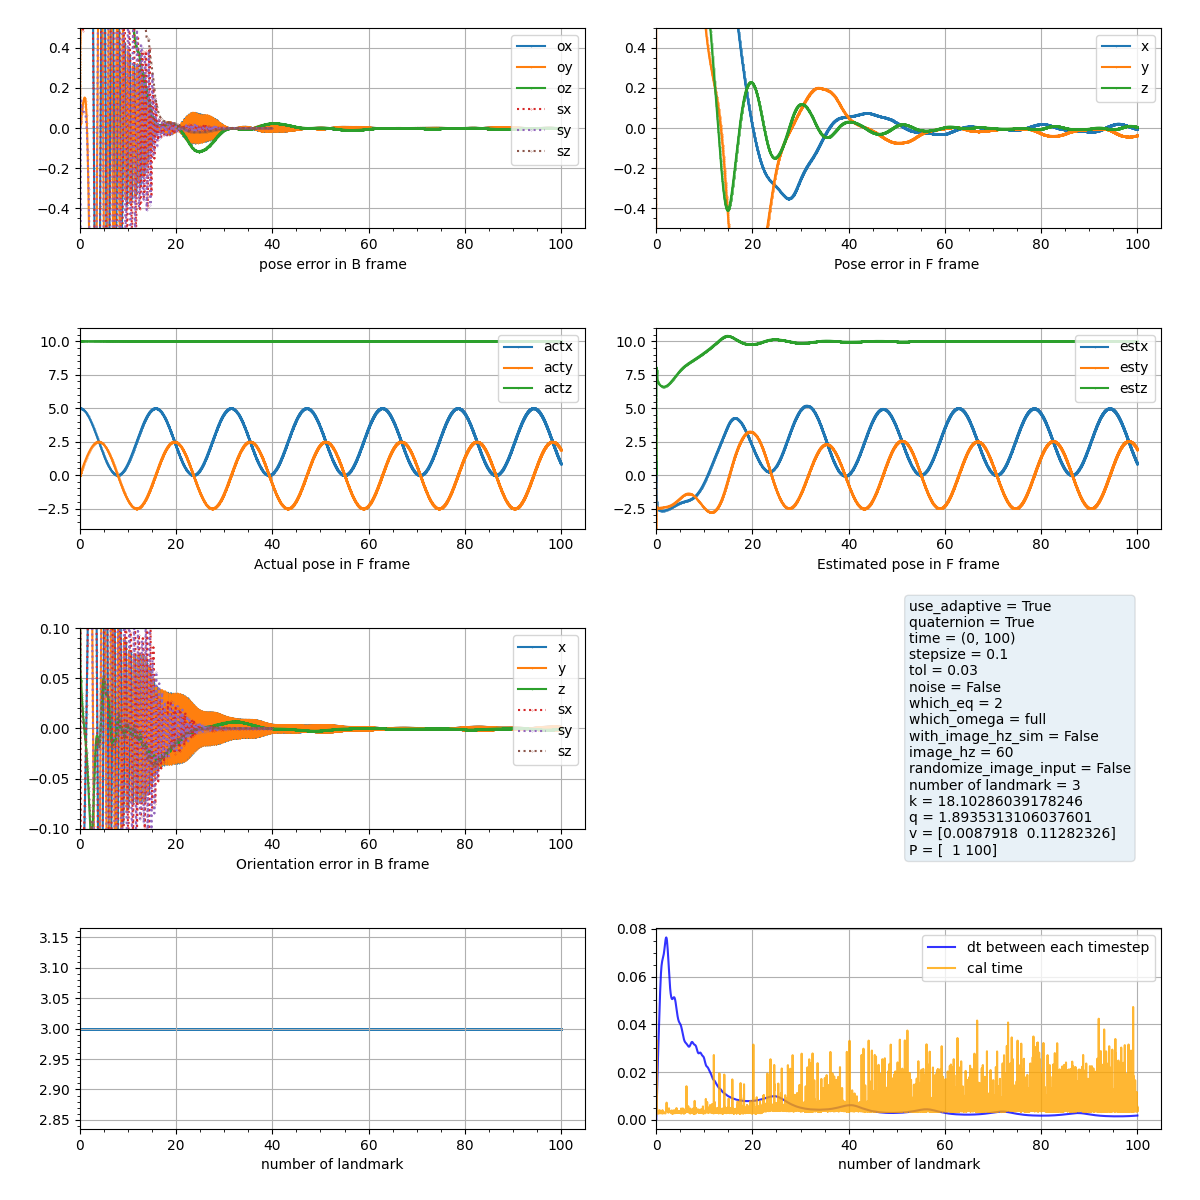 0.4
0.2
0.0
−0.2
−0.4
0 20 40 60 80 100
pose error in B frame
ox
oy
oz
sx
sy
sz
0.4
0.2
0.0
−0.2
−0.4
0 20 40 60 80 100
Pose error in F frame
x
y
z
10.0
7.5
5.0
2.5
0.0
−2.5
0 20 40 60 80 100
Actual pose in F frame
actx
acty
actz
10.0
7.5
5.0
2.5
0.0
−2.5
0 20 40 60 80 100
Estimated pose in F frame
estx
esty
estz
0.10
0.05
0.00
−0.05
−0.10
0 20 40 60 80 100
Orientation error in B frame
x
y
z
sx
sy
sz
use_adaptive = True
quaternion = True
time = (0, 100)
stepsize = 0.1
tol = 0.03
noise = False
which_eq = 2
which_omega = full
with_image_hz_sim = False
image_hz = 60
randomize_image_input = False
number of landmark = 3
k = 18.10286039178246
q = 1.8935313106037601
v = [0.0087918 0.11282326]
P = [ 1 100]
3.15
3.10
3.05
3.00
2.95
2.90
2.85
0 20 40 60 80 100
number of landmark
0.08
0.06
0.04
0.02
0.00
0 20 40 60 80 100
number of landmark
dt between each timestep
cal time